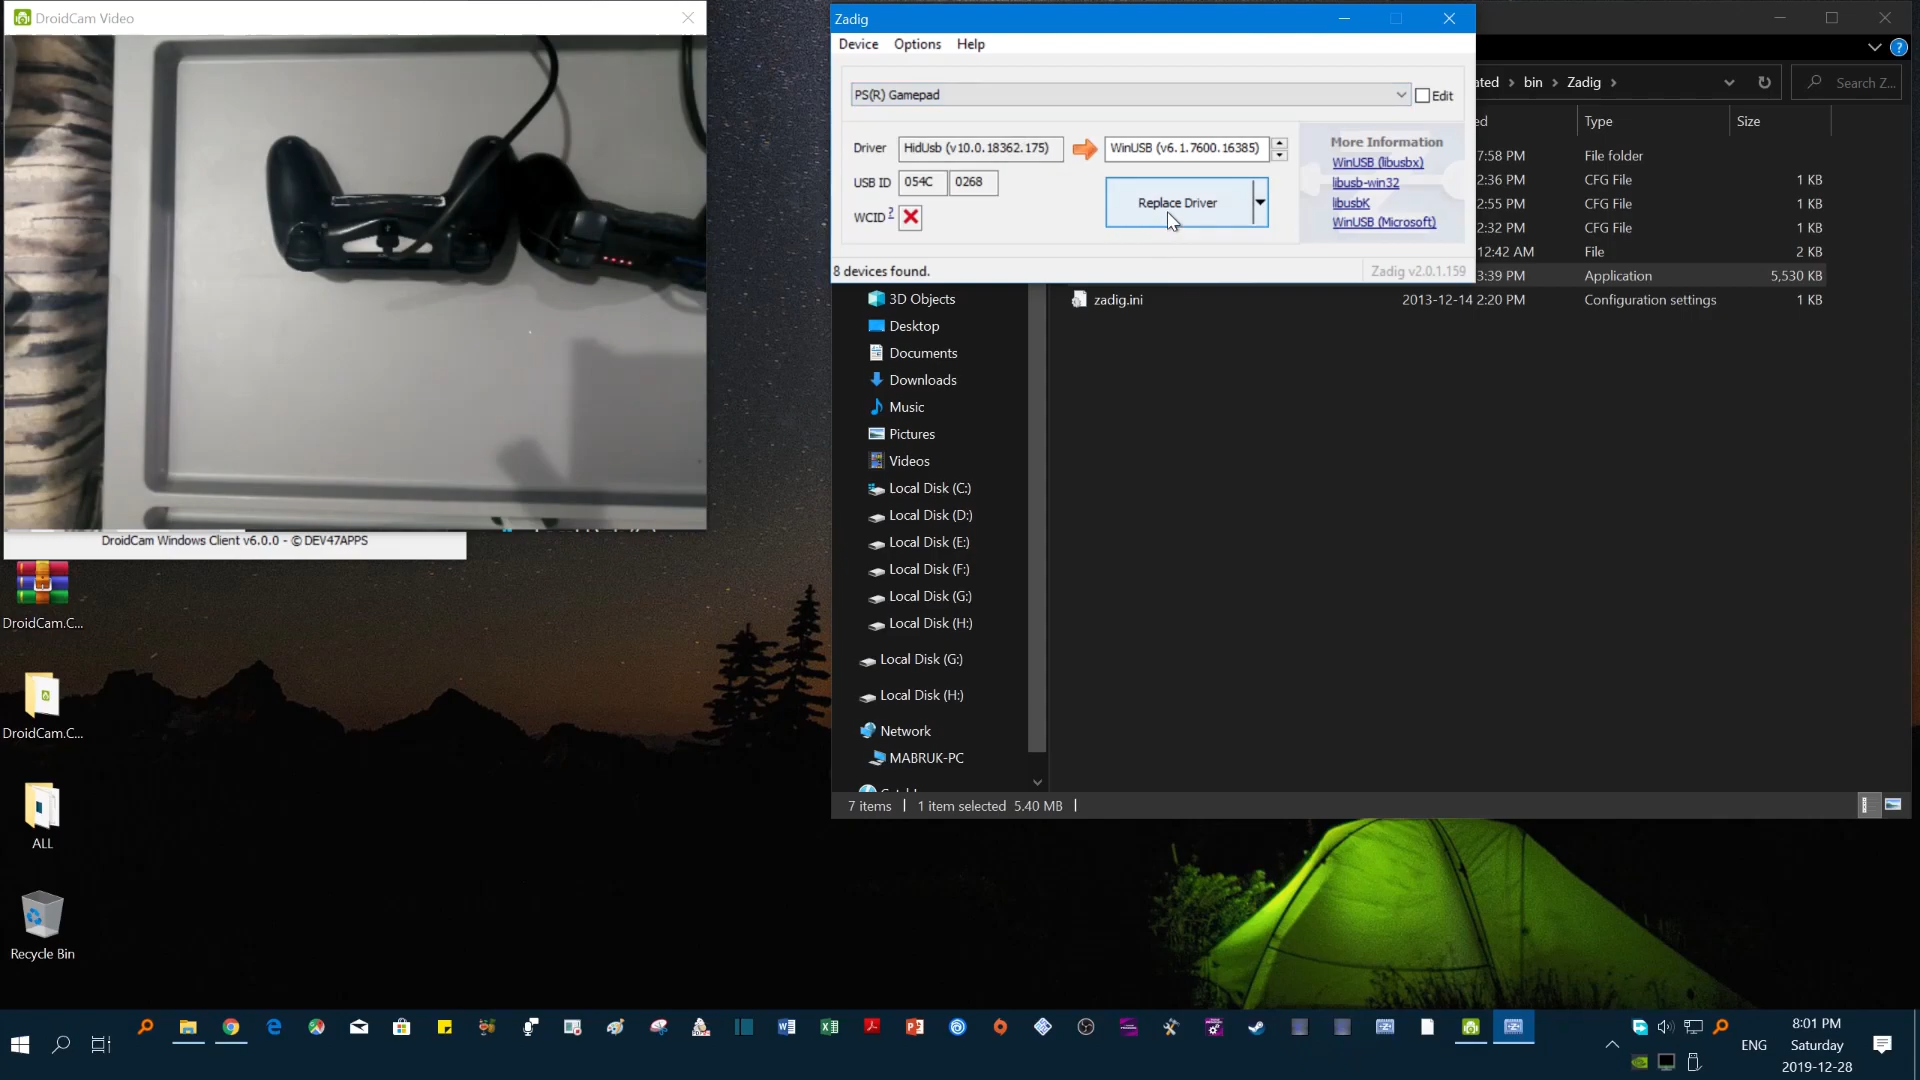 DroidCam Video
DroidCam Windows Client v6.0.0 - © DEV47APPS
DroidCam.C...
DroidCam.C...
ALL
Recycle Bin
Zadig
Device Options Help
PS(R) Gamepad
Edit
Driver HidUsb (v10.0.18362.175) WinUSB (v6.1.7600.16385)
USB ID 054C 0268
WCID ?
Replace Driver
More Information
WinUSB (libusbx)
libusb-win32
libusbK
WinUSB (Microsoft)
8 devices found.
Zadig v2.0.1.159
ated > bin > Zadig >
Search Z...
ed Type Size
7:58 PM File folder
2:36 PM CFG File 1 KB
2:55 PM CFG File 1 KB
2:32 PM CFG File 1 KB
12:42 AM File 2 KB
3:39 PM Application 5,530 KB
zadig.ini 2013-12-14 2:20 PM Configuration settings 1 KB
3D Objects
Desktop
Documents
Downloads
Music
Pictures
Videos
Local Disk (C:)
Local Disk (D:)
Local Disk (E:)
Local Disk (F:)
Local Disk (G:)
Local Disk (H:)
Local Disk (G:)
Local Disk (H:)
Network
MABRUK-PC
7 items 1 item selected 5.40 MB
ENG
8:01 PM
Saturday
2019-12-28